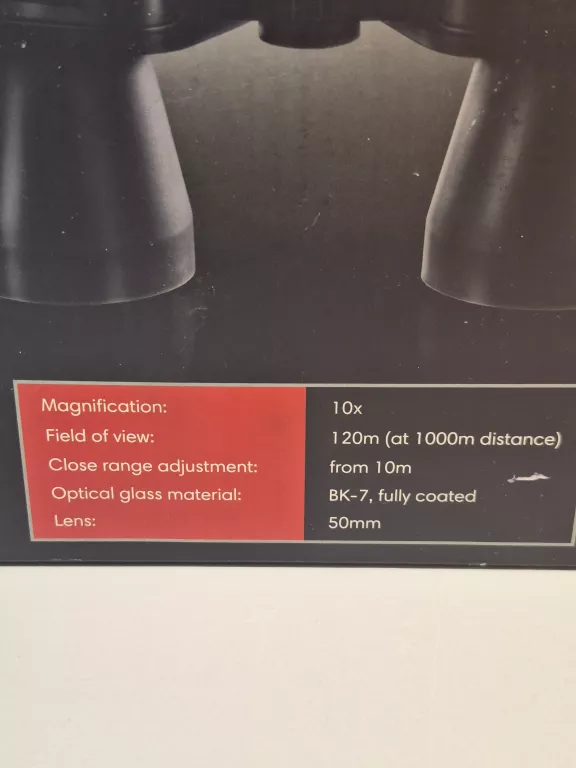 Magnification: 10x
Field of view: 120m (at 1000m distance)
Close range adjustment: from 10m
Optical glass material: BK-7, fully coated
Lens: 50mm